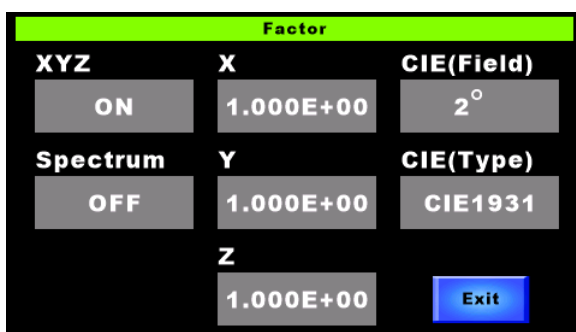 Factor
XYZ X CIE(Field)
ON 1.000E+00 2°
Spectrum Y CIE(Type)
OFF 1.000E+00 CIE1931
Z
1.000E+00 Exit